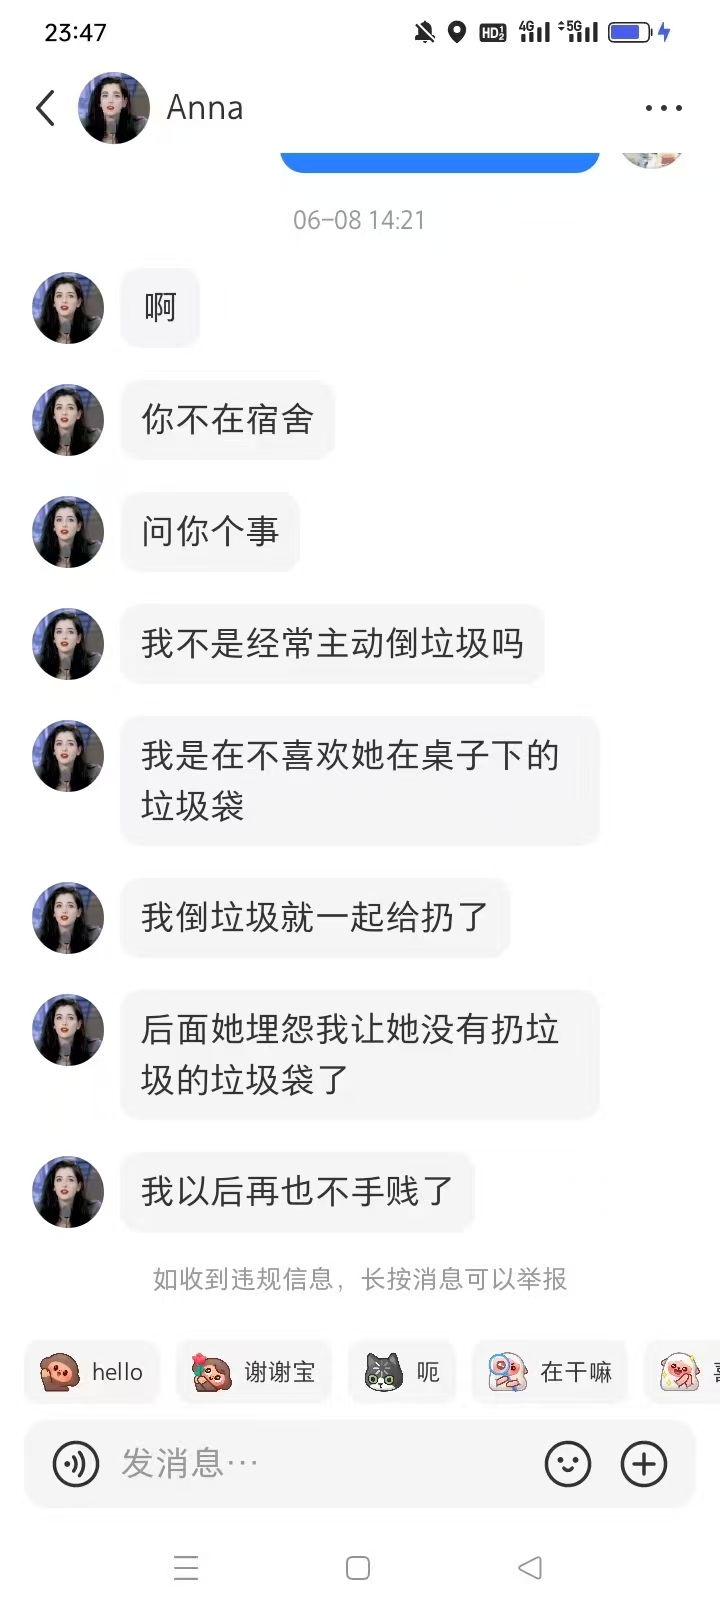 23:47
HD
4G
5G
Anna
06-08 14:21
啊
你不在宿舍
问你个事
我不是经常主动倒垃圾吗
我是在不喜欢她在桌子下的
垃圾袋
我倒垃圾就一起给扔了
后面她埋怨我让她没有扔垃
圾的垃圾袋了
我以后再也不手贱了
如收到违规信息，长按消息可以举报
hello
谢谢宝
呃
在干嘛
发消息…